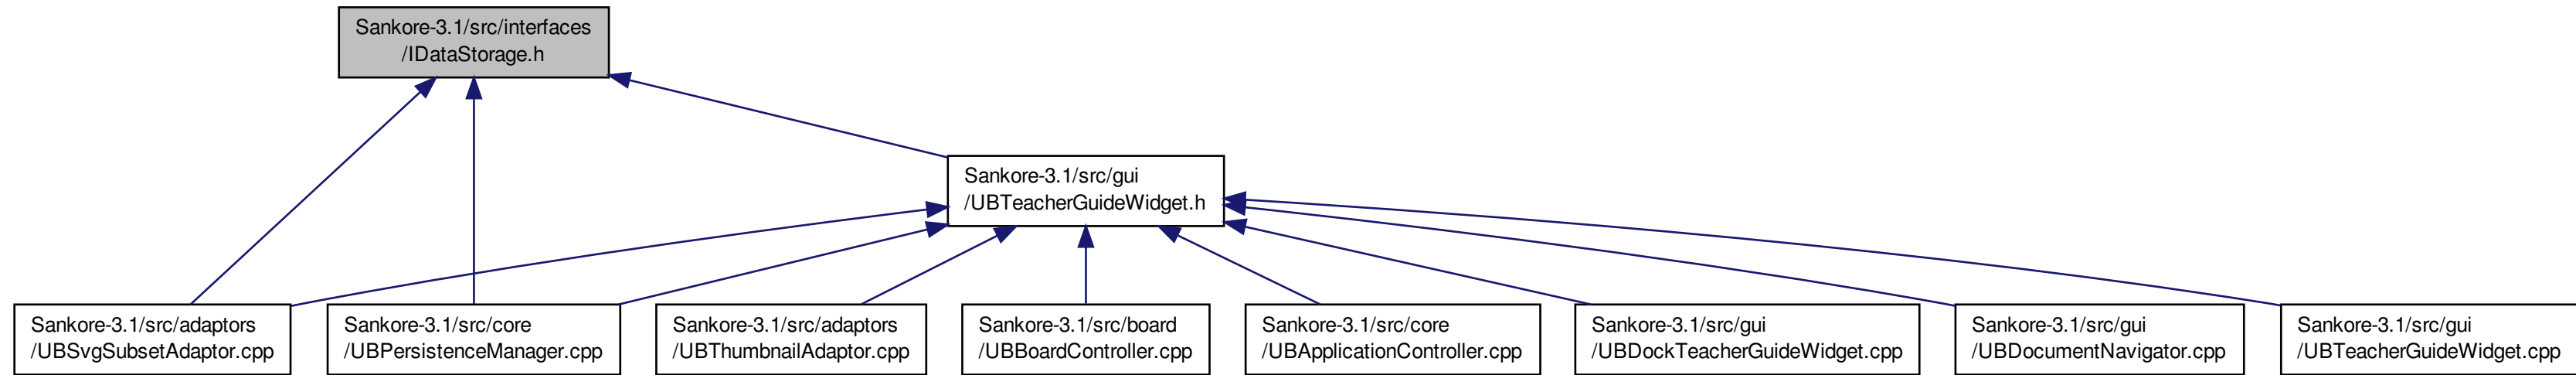 Sankore-3.1/src/interfaces
/IDataStorage.h
Sankore-3.1/src/gui
/UBTeacherGuideWidget.h
Sankore-3.1/src/adaptors
/UBSvgSubsetAdaptor.cpp
Sankore-3.1/src/core
/UBPersistenceManager.cpp
Sankore-3.1/src/adaptors
/UBThumbnailAdaptor.cpp
Sankore-3.1/src/board
/UBBoardController.cpp
Sankore-3.1/src/core
/UBApplicationController.cpp
Sankore-3.1/src/gui
/UBDockTeacherGuideWidget.cpp
Sankore-3.1/src/gui
/UBDocumentNavigator.cpp
Sankore-3.1/src/gui
/UBTeacherGuideWidget.cpp